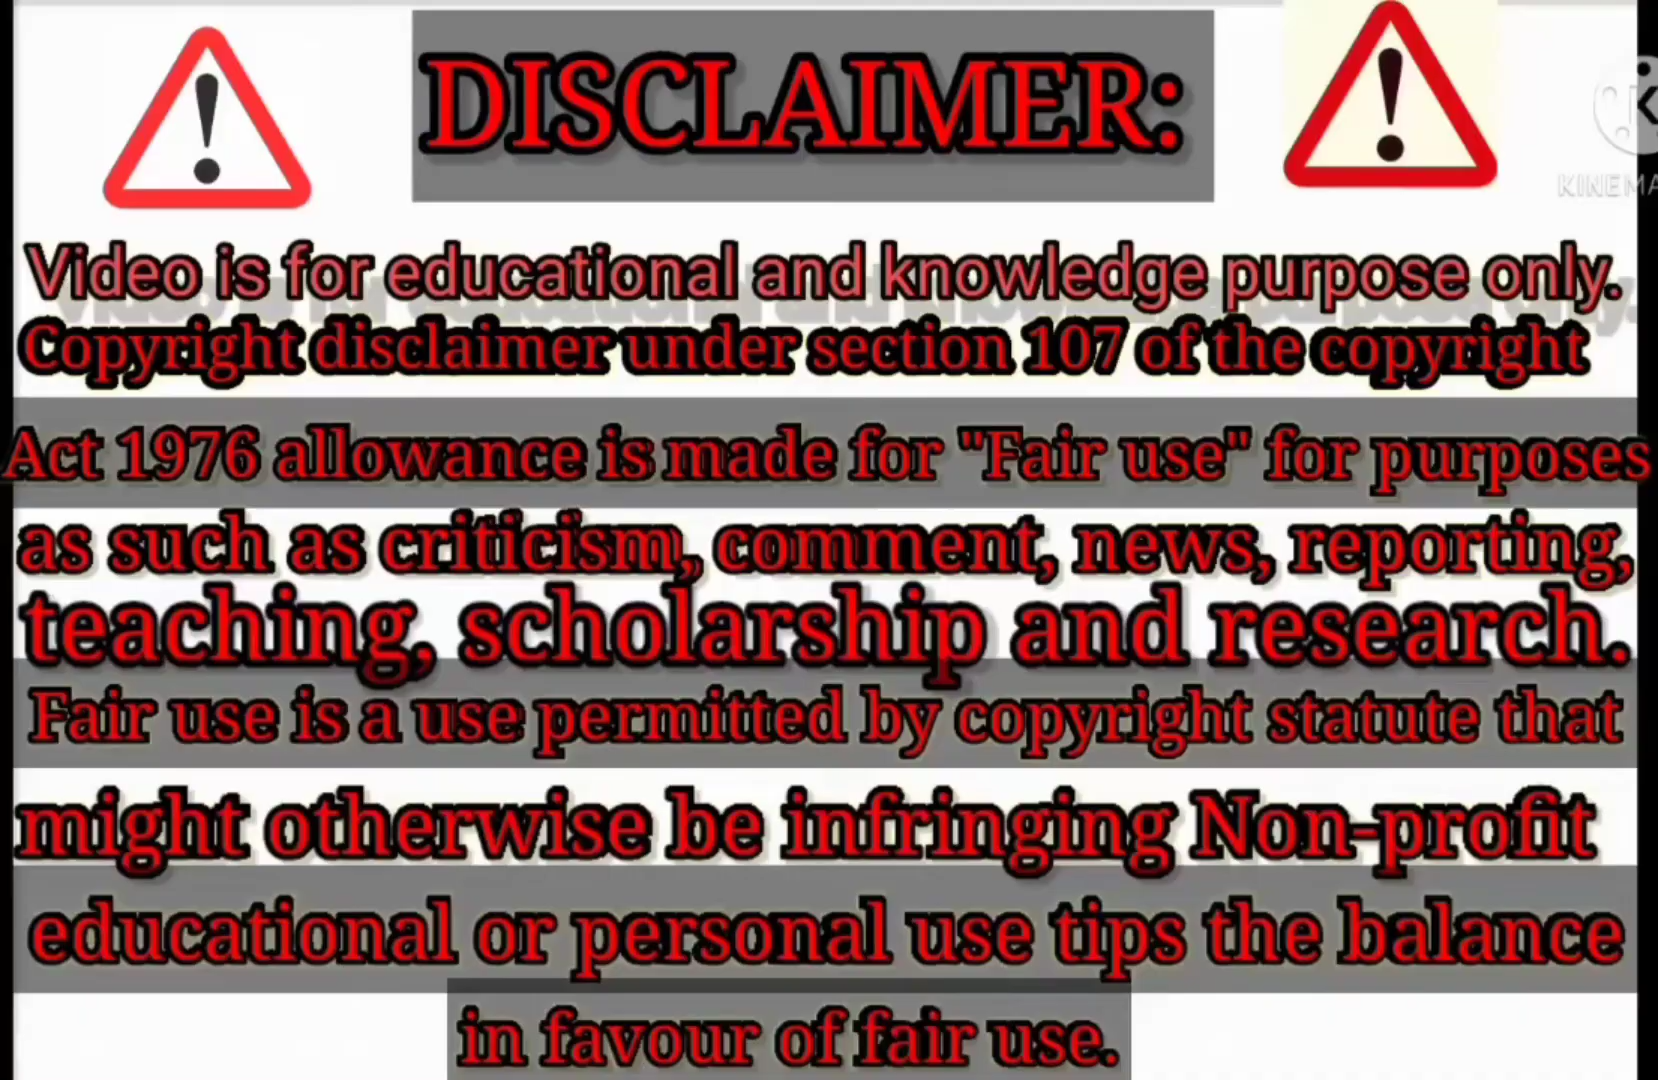 DISCLAIMER:
KINEMA
Video is for educational and knowledge purpose only.
Copyright disclaimer under section 107 of the copyright
Act 1976 allowance is made for "Fair use" for purposes
as such as criticism, comment, news, reporting,
teaching, scholarship and research.
Fair use is a use permitted by copyright statute that
might otherwise be infringing Non-profit
educational or personal use tips the balance
in favour of fair use.